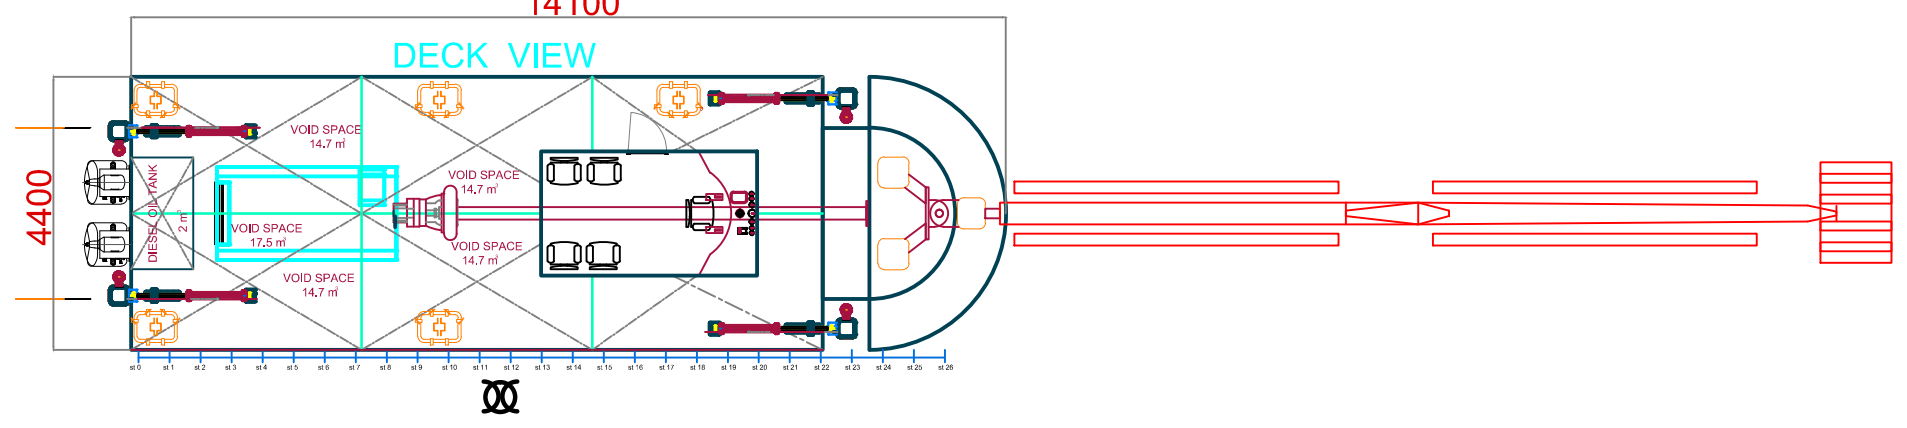 14100
DECK VIEW
4400
VOID SPACE
14.7 m³
VOID SPACE
14.7 m³
DIESEL OIL TANK
2 m³
VOID SPACE
17.5 m³
VOID SPACE
14.7 m³
VOID SPACE
14.7 m³
st 0 st 1 st 2 st 3 st 4 st 5 st 7 st 8 st 9 st 10 st 11 st 12 st 13 st 14 st 15 st 16 st 17 st 18 st 19 st 20 st 21 st 22 st 23 st 24 st 25 st 26